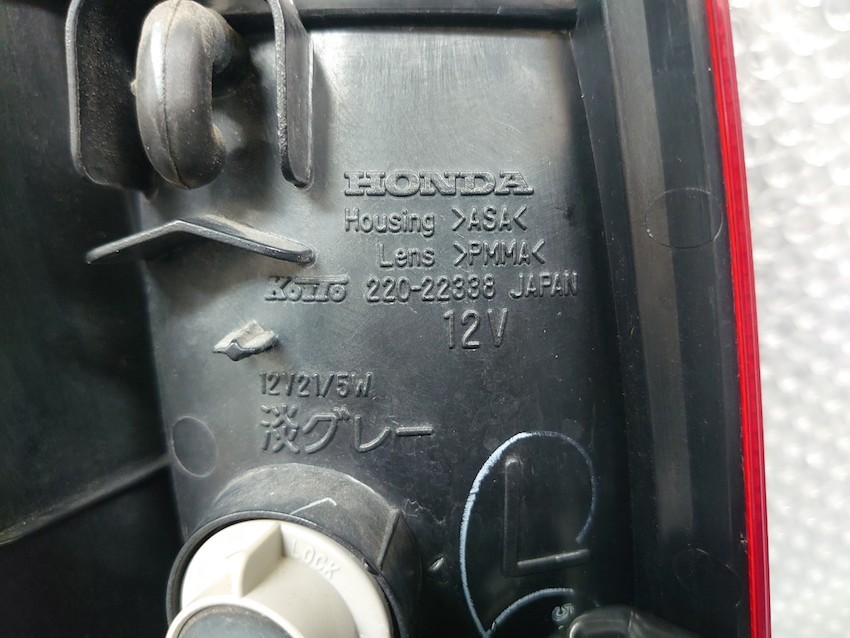 HONDA
Housing >ASA<
Lens >PMMA<
KOITO 220-22338 JAPAN
12V
12V21/5W
淡グレー
LOCK
L